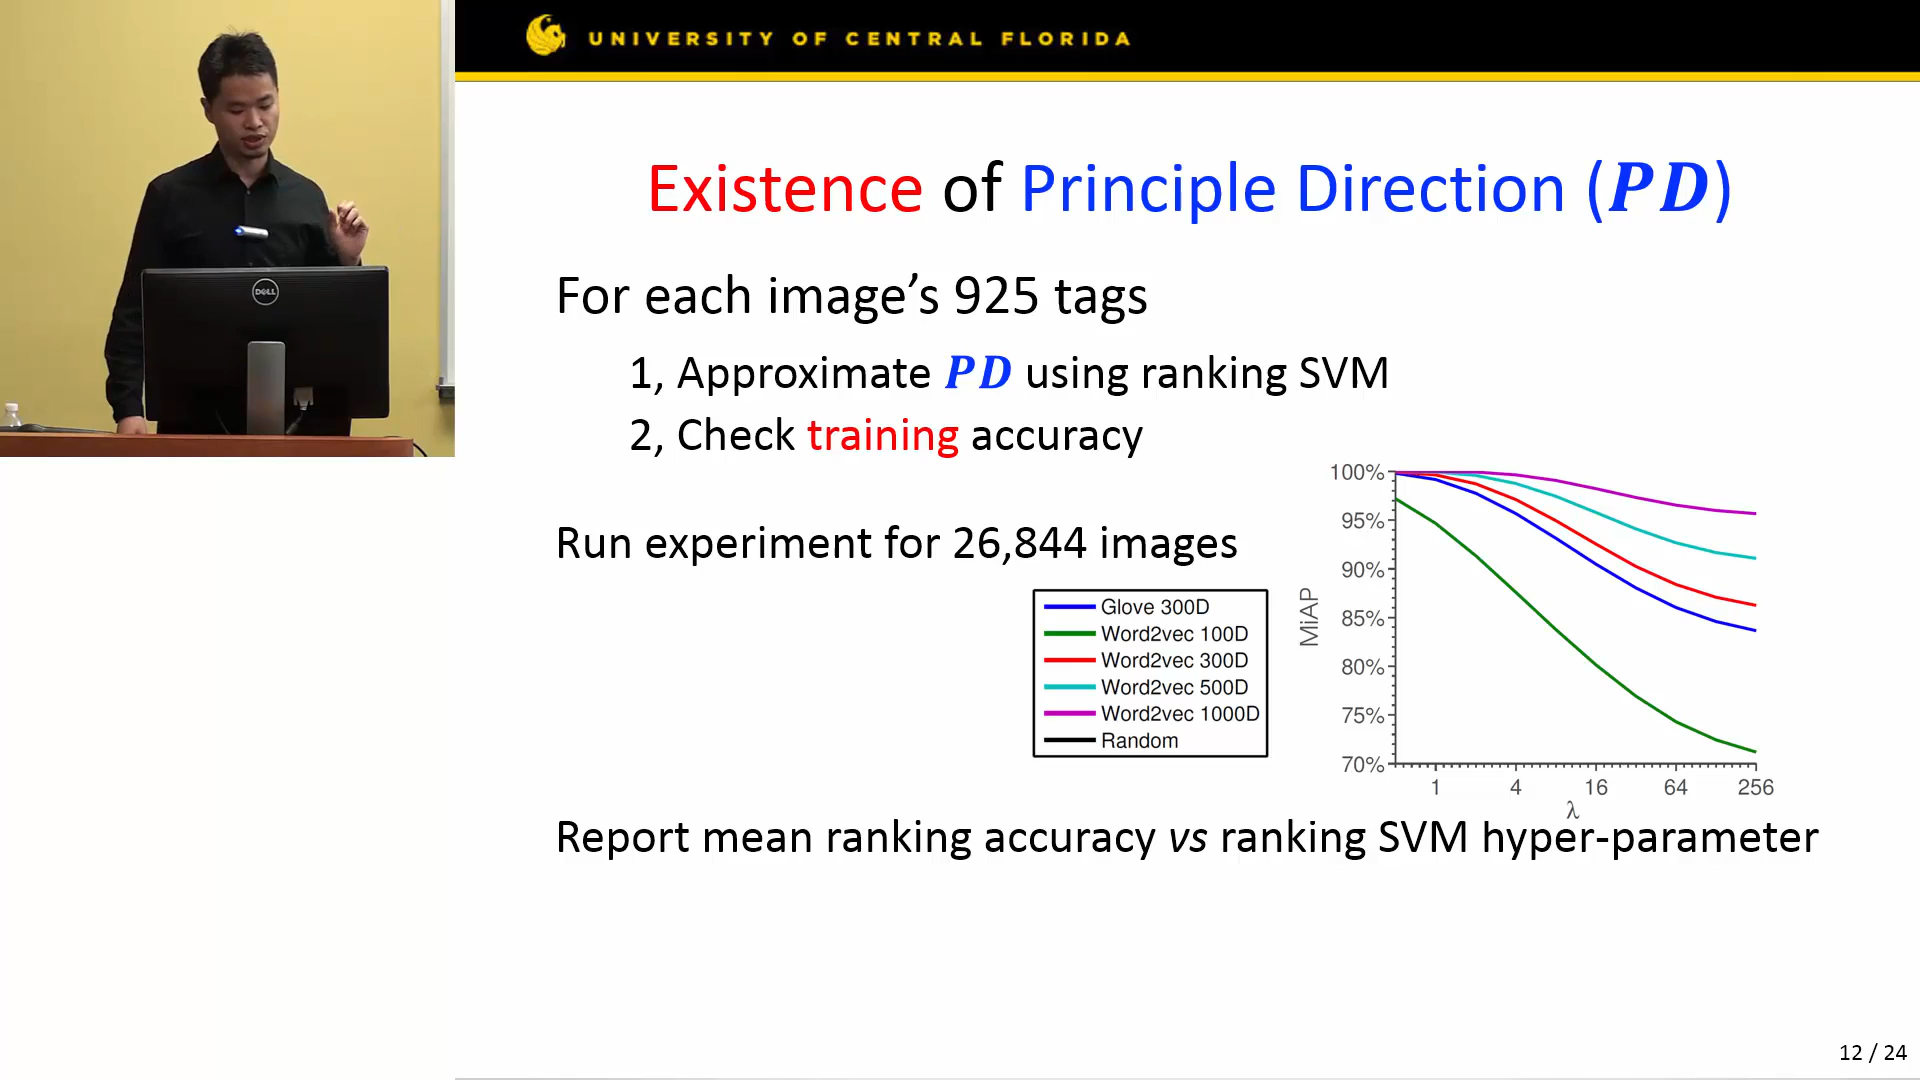 UNIVERSITY OF CENTRAL FLORIDA
Existence of Principle Direction (PD)
For each image's 925 tags
1, Approximate PD using ranking SVM
2, Check training accuracy
Run experiment for 26,844 images
Glove 300D
Word2vec 100D
Word2vec 300D
Word2vec 500D
Word2vec 1000D
Random
MiAP
100%
95%
90%
85%
80%
75%
70%
1 4 16 64 256
λ
Report mean ranking accuracy vs ranking SVM hyper-parameter
12 / 24
DELL